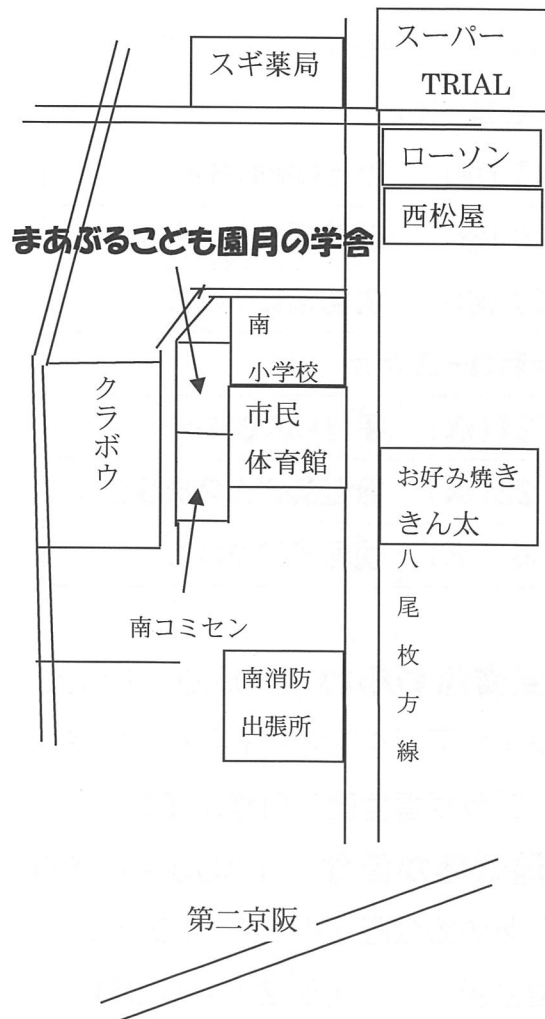 スギ薬局
スーパー
TRIAL
ローソン
西松屋
まあぶるこども園月の学舎
南
小学校
クラボウ
市民
体育館
お好み焼き
きん太
八尾枚方線
南コミセン
南消防
出張所
第二京阪